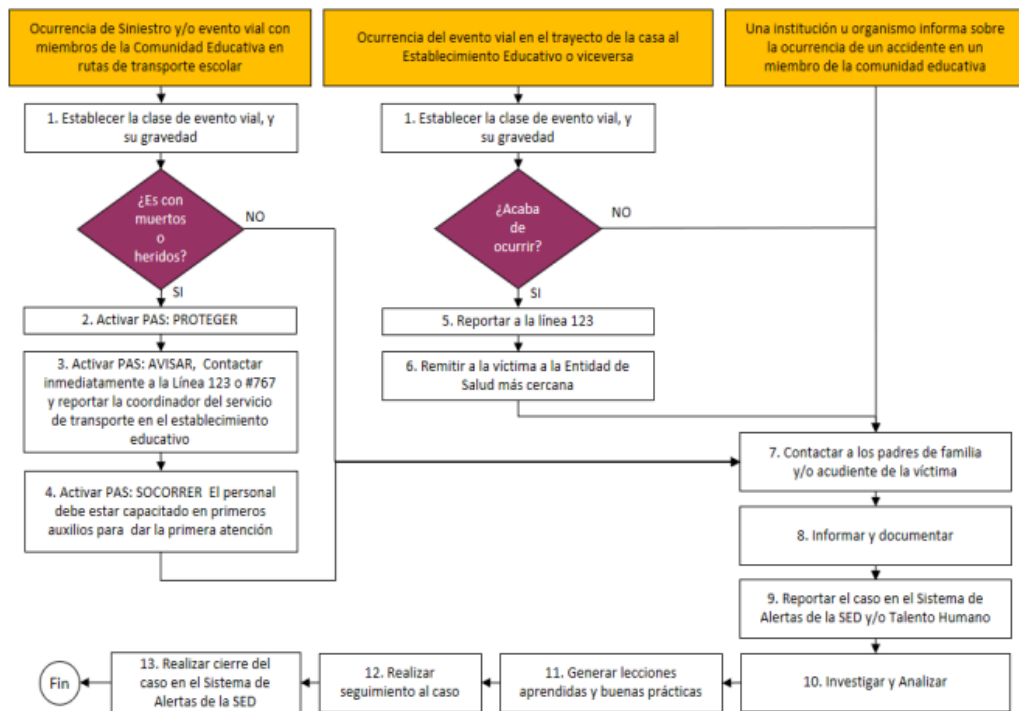 Ocurrencia de Siniestro y/o evento vial con
miembros de la Comunidad Educativa en
rutas de transporte escolar
Ocurrencia del evento vial en el trayecto de la casa al
Establecimiento Educativo o viceversa
Una institución u organismo informa sobre
la ocurrencia de un accidente en un
miembro de la comunidad educativa
1. Establecer la clase de evento vial, y
su gravedad
1. Establecer la clase de evento vial, y
su gravedad
¿Es con
muertos
o
heridos?
NO
SI
¿Acaba
de
ocurrir?
NO
SI
2. Activar PAS: PROTEGER
3. Activar PAS: AVISAR, Contactar
inmediatamente a la Línea 123 o #767
y reportar la coordinador del servicio
de transporte en el establecimiento
educativo
4. Activar PAS: SOCORRER El personal
debe estar capacitado en primeros
auxilios para dar la primera atención
5. Reportar a la línea 123
6. Remitir a la víctima a la Entidad de
Salud más cercana
7. Contactar a los padres de familia
y/o acudiente de la víctima
8. Informar y documentar
9. Reportar el caso en el Sistema de
Alertas de la SED y/o Talento Humano
10. Investigar y Analizar
11. Generar lecciones
aprendidas y buenas prácticas
12. Realizar
seguimiento al caso
13. Realizar cierre del
caso en el Sistema de
Alertas de la SED
Fin